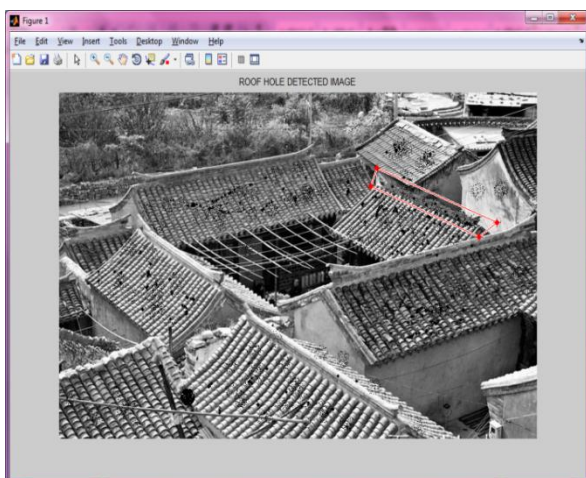 Figure 1
File Edit View Insert Tools Desktop Window Help
ROOF HOLE DETECTED IMAGE